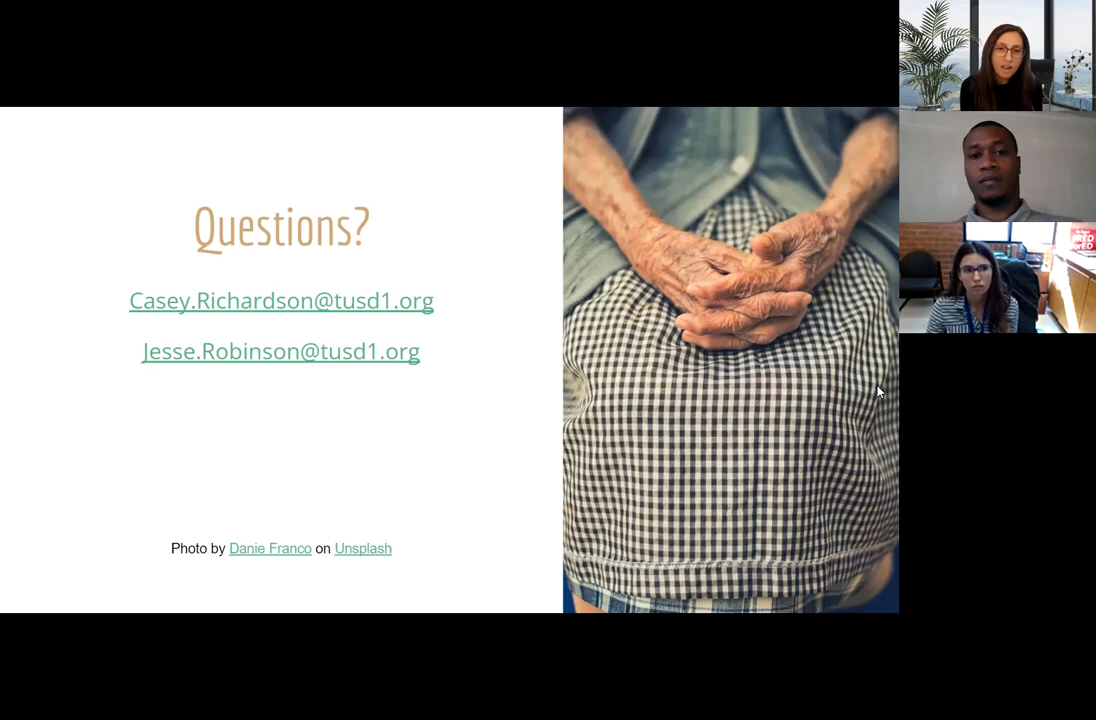 Questions?
Casey.Richardson@tusd1.org
Jesse.Robinson@tusd1.org
Photo by Danie Franco on Unsplash